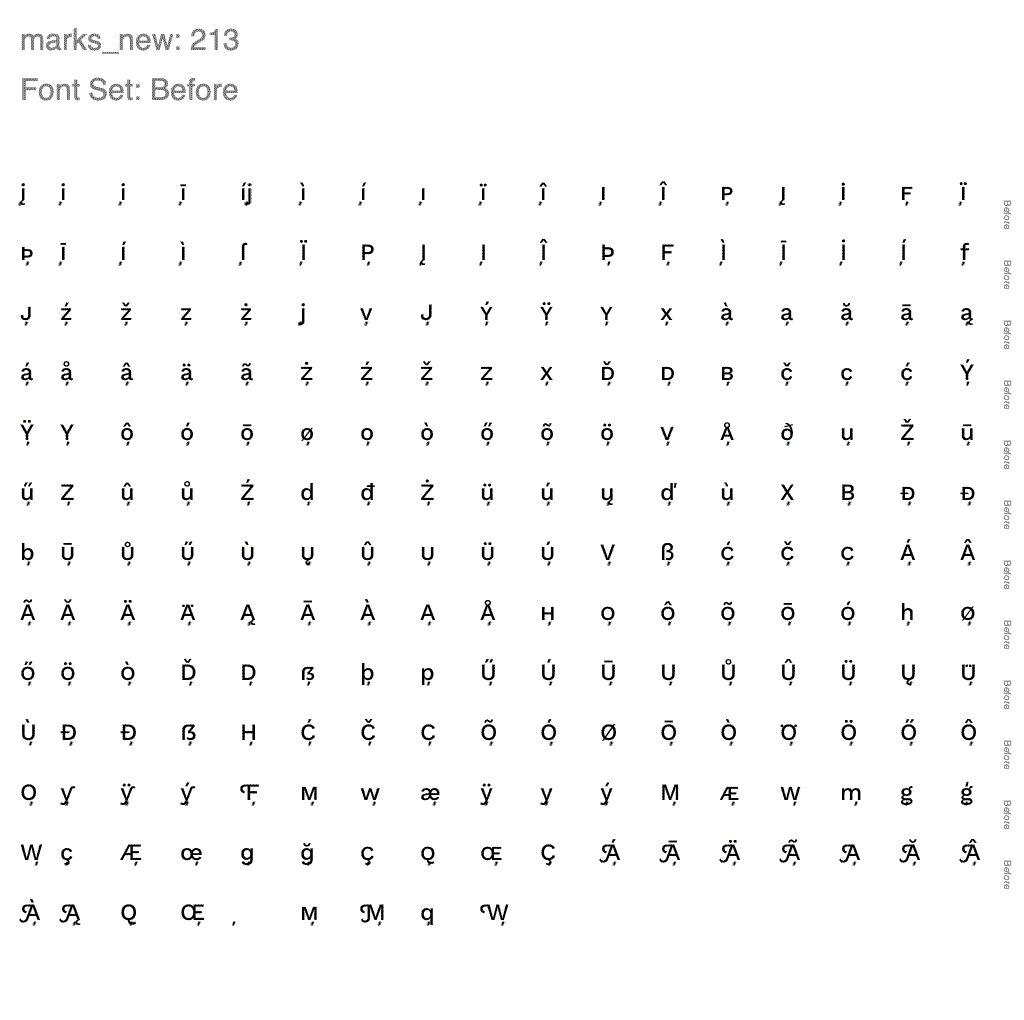 marks_new: 213
Font Set: Before
į̦ i̦ i̦ ī̦ íj̦ ì̦ í̦ ı̦ ï̦ î̦ ɪ̦ Î̦ ᴘ̦ Į̦ İ̦ ꜰ̦ Ï̦ Before
þ̦ Ī̦ í̦ ì̦ ſ̦ Ï̦ P̦ Į̦ I̦ Î̦ Þ̦ F̦ Ì̦ Ī̦ İ̦ Í̦ f̦ Before
ᴊ̦ ź̦ ž̦ z̦ ż̦ j̦ v̦ J̦ Ý̦ Ÿ̦ ʏ̦ x̦ à̦ a̦ ă̦ ā̦ ą̦ Before
á̦ å̦ â̦ ä̦ ã̦ ż̦ ź̦ ž̦ ᴢ̦ x̦ Ď̦ ᴅ̦ ʙ̦ č̦ c̦ ć̦ Ý̦ Before
Ÿ̦ Y̦ ô̦ ó̦ ō̦ ø̦ o̦ ò̦ ő̦ õ̦ ö̦ ᴠ̦ Å̦ ð̦ u̦ Ž̦ ū̦ Before
ű̦ Z̦ û̦ ů̦ Ź̦ d̦ đ̦ Ż̦ ü̦ ú̦ ų̦ ď̦ ù̦ X̦ B̦ Đ̦ Đ̦ Before
b̦ Ū̦ Ů̦ Ű̦ Ù̦ Ų̦ Û̦ ᴜ̦ Ü̦ Ú̦ V̦ ß̦ ć̦ č̦ ᴄ̦ Á̦ Â̦ Before
Ã̦ Ă̦ Ä̦ Ä̦ Ą̦ Ā̦ À̦ A̦ Å̦ ʜ̦ ᴏ̦ ô̦ õ̦ ō̦ ó̦ h̦ ø̦ Before
ő̦ ö̦ ò̦ Ď̦ D̦ ẞ̦ þ̦ p̦ Ű̦ Ú̦ Ū̦ U̦ Ů̦ Û̦ Ü̦ Ų̦ Ü̦ Before
Ù̦ Đ̦ Đ̦ ẞ̦ H̦ Ć̦ Č̦ C̦ Õ̦ Ó̦ Ø̦ Ō̦ Ò̦ Ö̦ Ö̦ Ő̦ Ô̦ Before
O̦ y̦ ÿ̦ ý̦ F̦ ᴍ̦ w̦ æ̦ ÿ̦ y̦ ý̦ M̦ ᴁ̦ ᴡ̦ m̦ g̦ ģ̦ Before
W̦ ç̦ Æ̦ œ̦ g̦ ğ̦ ç̦ ꞯ̦ ɶ̦ Ç̦ Á̦ Ā̦ Ä̦ Ã̦ A̦ Ă̦ Â̦ Before
À̦ Ą̦ Q̦ Œ̦ ̦ ᴍ̦ M̦ q̦ W̦